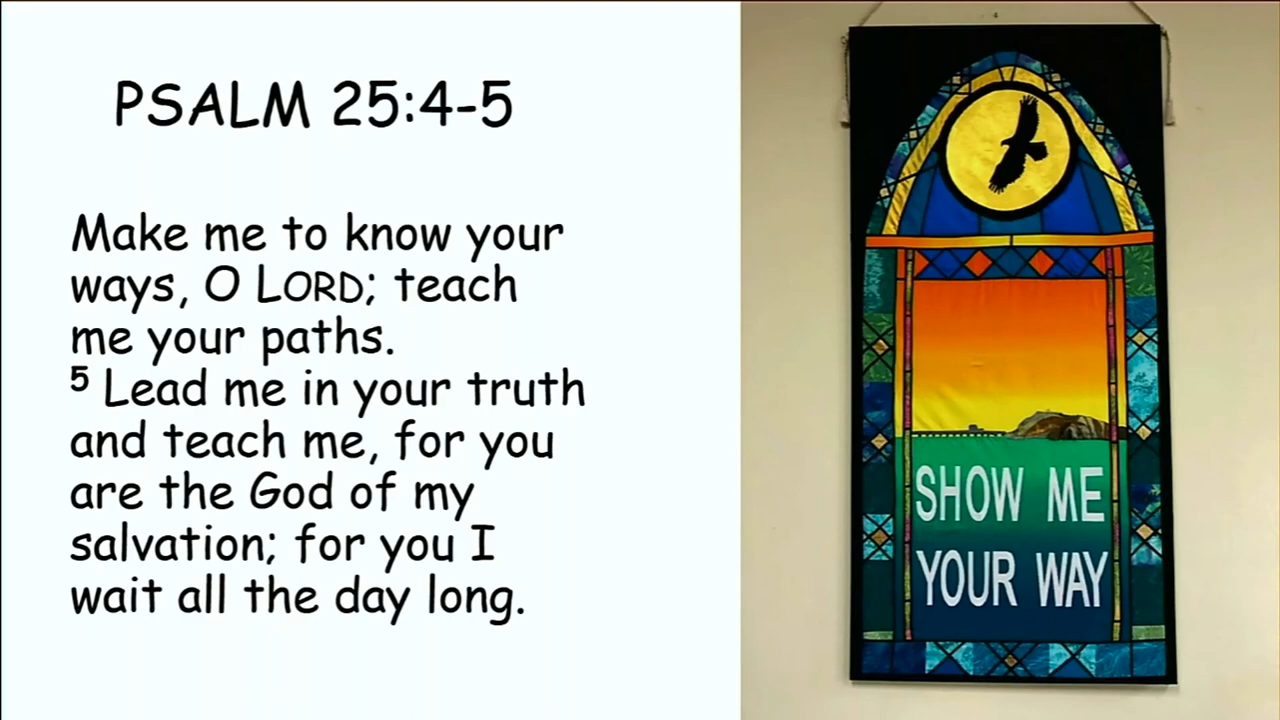 PSALM 25:4-5
Make me to know your
ways, O LORD; teach
me your paths.
⁵ Lead me in your truth
and teach me, for you
are the God of my
salvation; for you I
wait all the day long.
SHOW ME
YOUR WAY